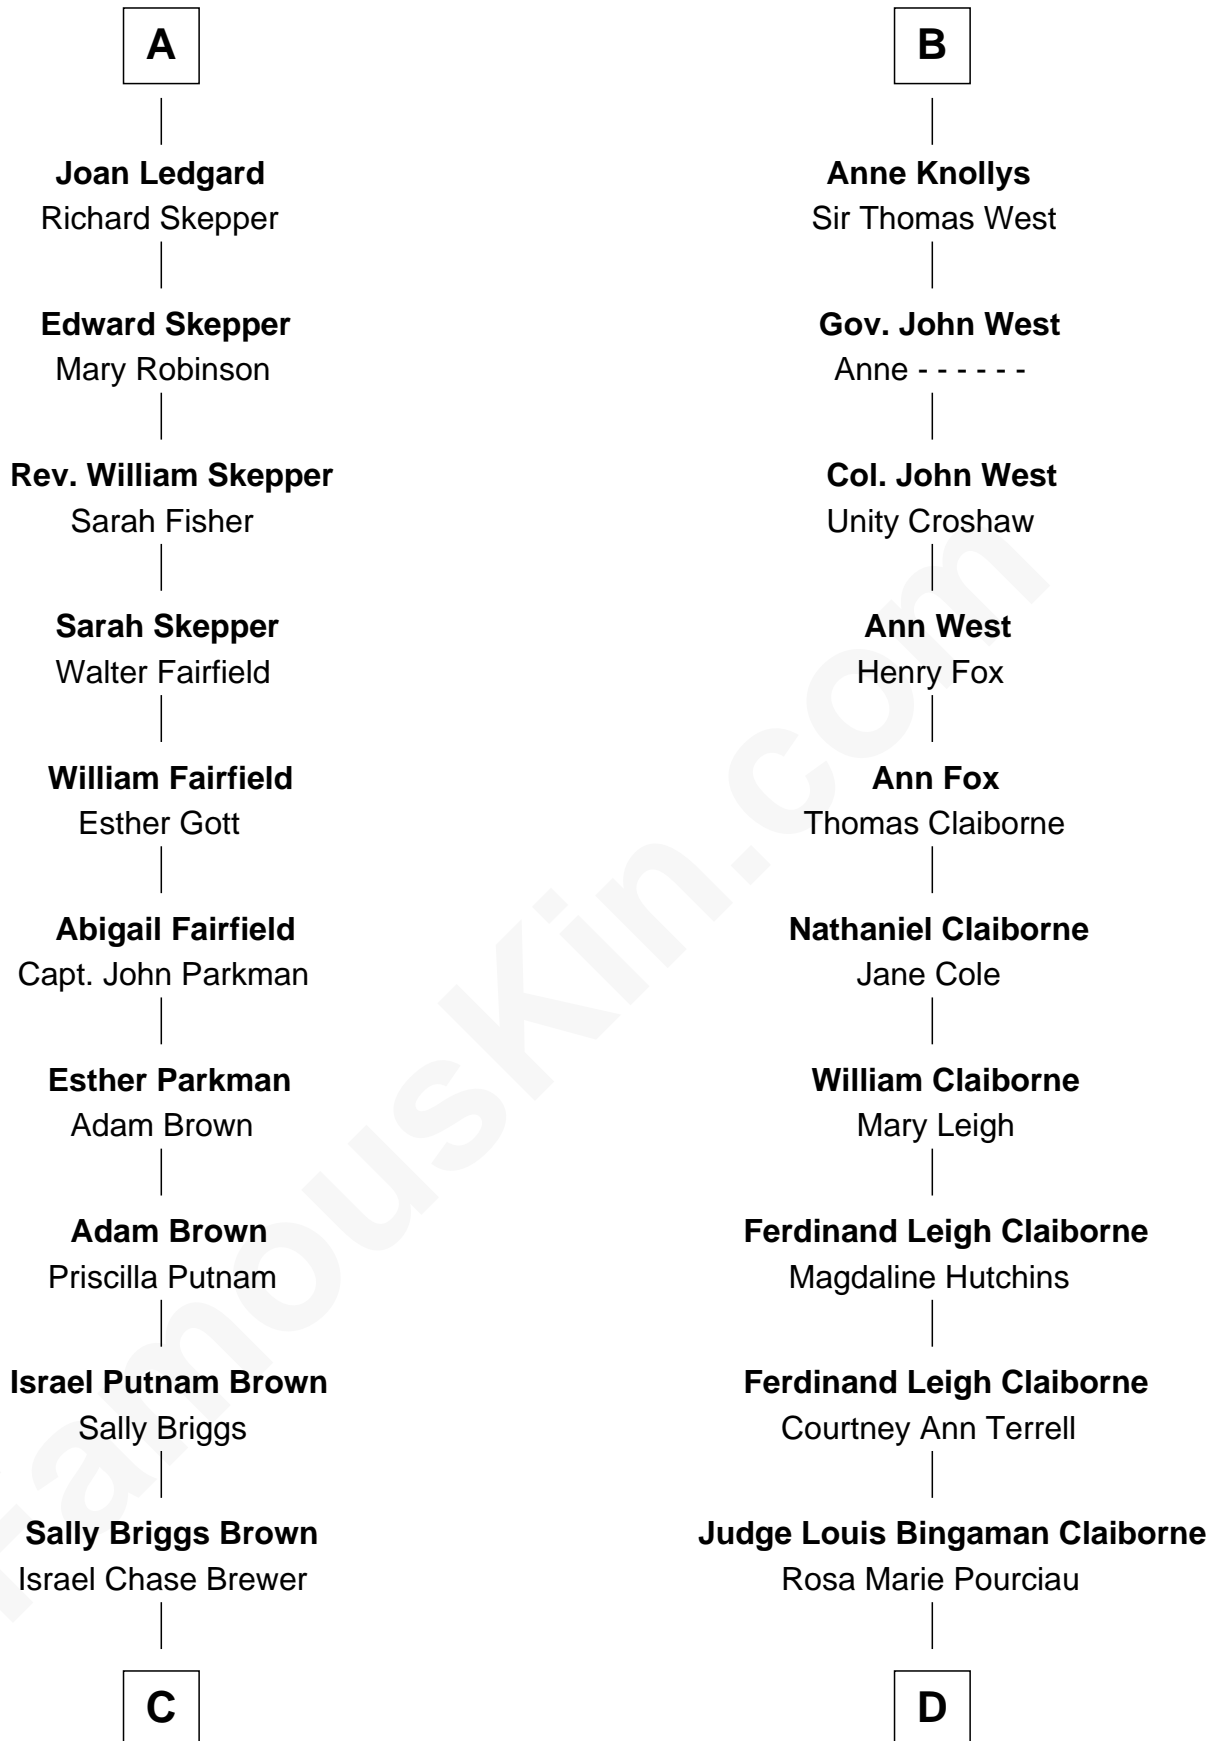 A
Joan Ledgard
Richard Skepper
Edward Skepper
Mary Robinson
Rev. William Skepper
Sarah Fisher
Sarah Skepper
Walter Fairfield
William Fairfield
Esther Gott
Abigail Fairfield
Capt. John Parkman
Esther Parkman
Adam Brown
Adam Brown
Priscilla Putnam
Israel Putnam Brown
Sally Briggs
Sally Briggs Brown
Israel Chase Brewer
C
B
Anne Knollys
Sir Thomas West
Gov. John West
Anne - - - - - -
Col. John West
Unity Croshaw
Ann West
Henry Fox
Ann Fox
Thomas Claiborne
Nathaniel Claiborne
Jane Cole
William Claiborne
Mary Leigh
Ferdinand Leigh Claiborne
Magdaline Hutchins
Ferdinand Leigh Claiborne
Courtney Ann Terrell
Judge Louis Bingaman Claiborne
Rosa Marie Pourciau
D
FamousKin.com